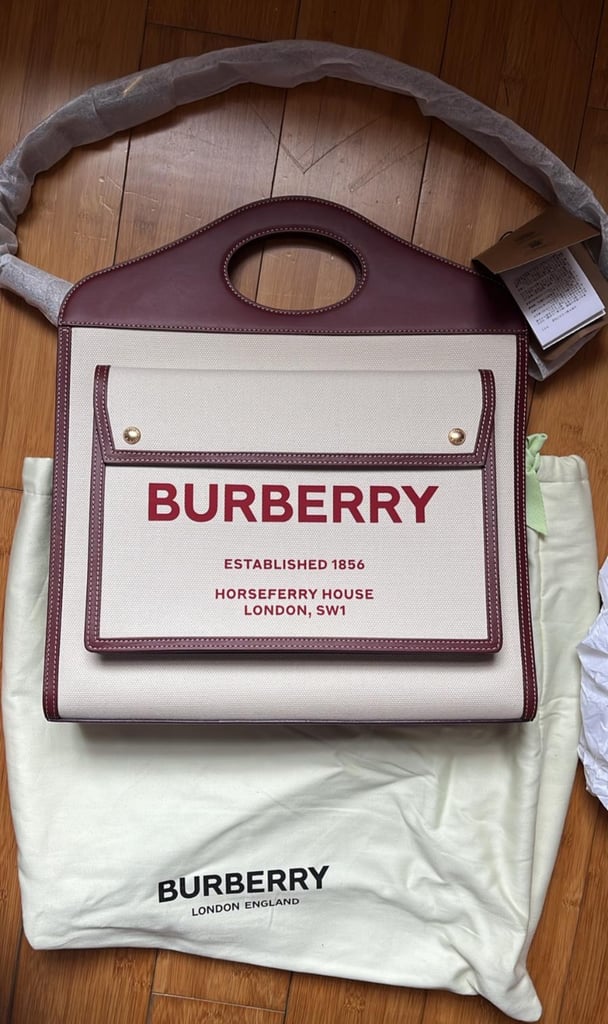 BURBERRY
ESTABLISHED 1856
HORSEFERRY HOUSE
LONDON, SW1
BURBERRY
LONDON ENGLAND